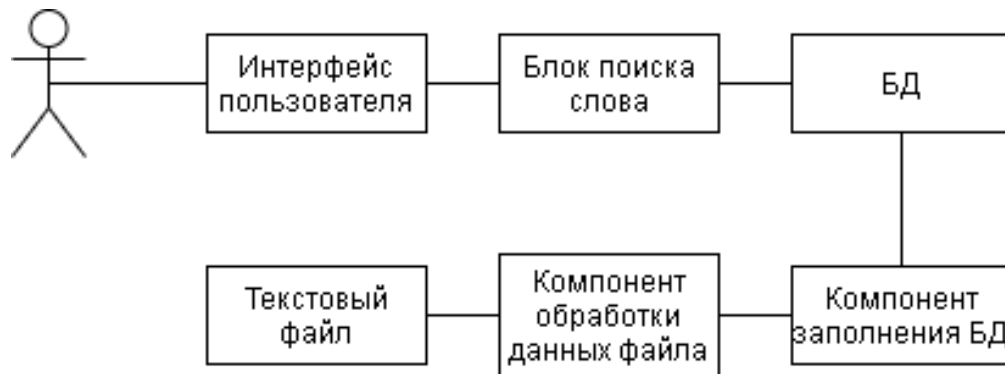 Интерфейс
пользователя
Блок поиска
слова
БД
Текстовый
файл
Компонент
обработки
данных файла
Компонент
заполнения БД